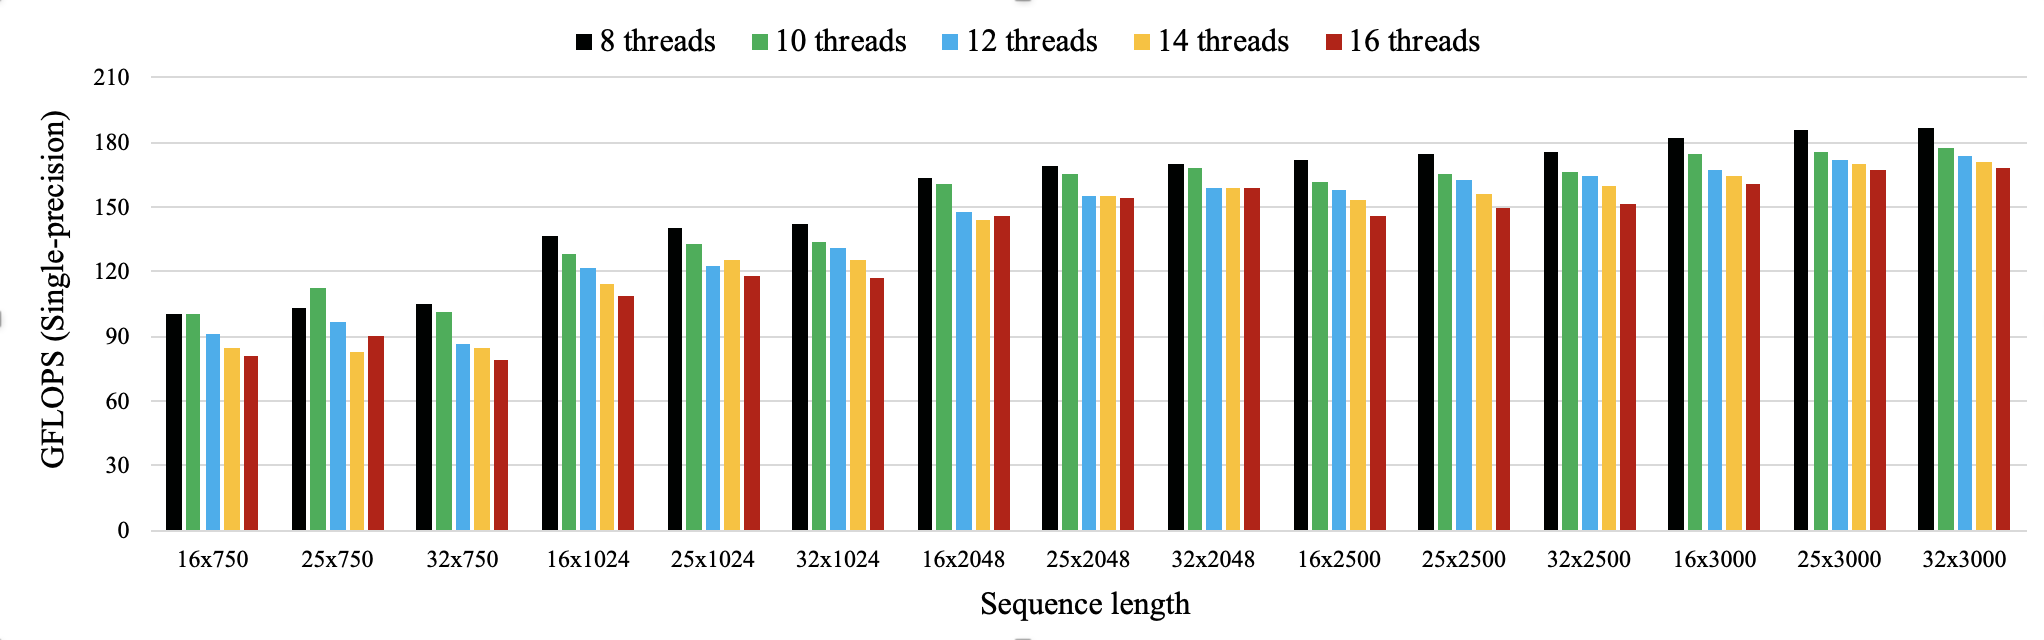 8 threads 10 threads 12 threads 14 threads 16 threads
GFLOPS (Single-precision)
210
180
150
120
90
60
30
0
16x750 25x750 32x750 16x1024 25x1024 32x1024 16x2048 25x2048 32x2048 16x2500 25x2500 32x2500 16x3000 25x3000 32x3000
Sequence length